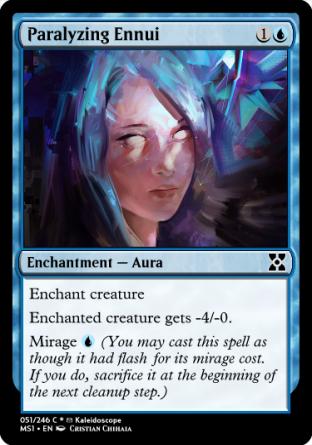 Paralyzing Ennui 1
Enchantment — Aura
Enchant creature
Enchanted creature gets -4/-0.
Mirage (You may cast this spell as
though it had flash for its mirage cost.
If you do, sacrifice it at the beginning of
the next cleanup step.)
051/246 C * Kaleidoscope
MS1 • EN Cristian Chihaia